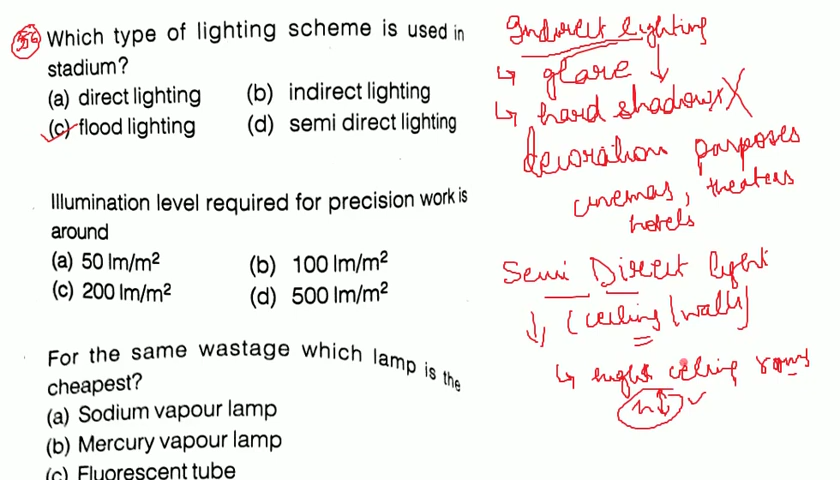 56 Which type of lighting scheme is used in
stadium?
(a) direct lighting (b) indirect lighting
(c) flood lighting (d) semi direct lighting
Illumination level required for precision work is
around
(a) 50 lm/m² (b) 100 lm/m²
(c) 200 lm/m² (d) 500 lm/m²
For the same wastage which lamp is the
cheapest?
(a) Sodium vapour lamp
(b) Mercury vapour lamp
(c) Fluorescent tube
Indirect lighting
↳ glare ↓
↳ hard shadows X
decoration purposes
cinemas, theaters
hotels
Semi Direct light
↓ (ceiling / walls)
↳ hight ceiling rooms
h↕ ✓